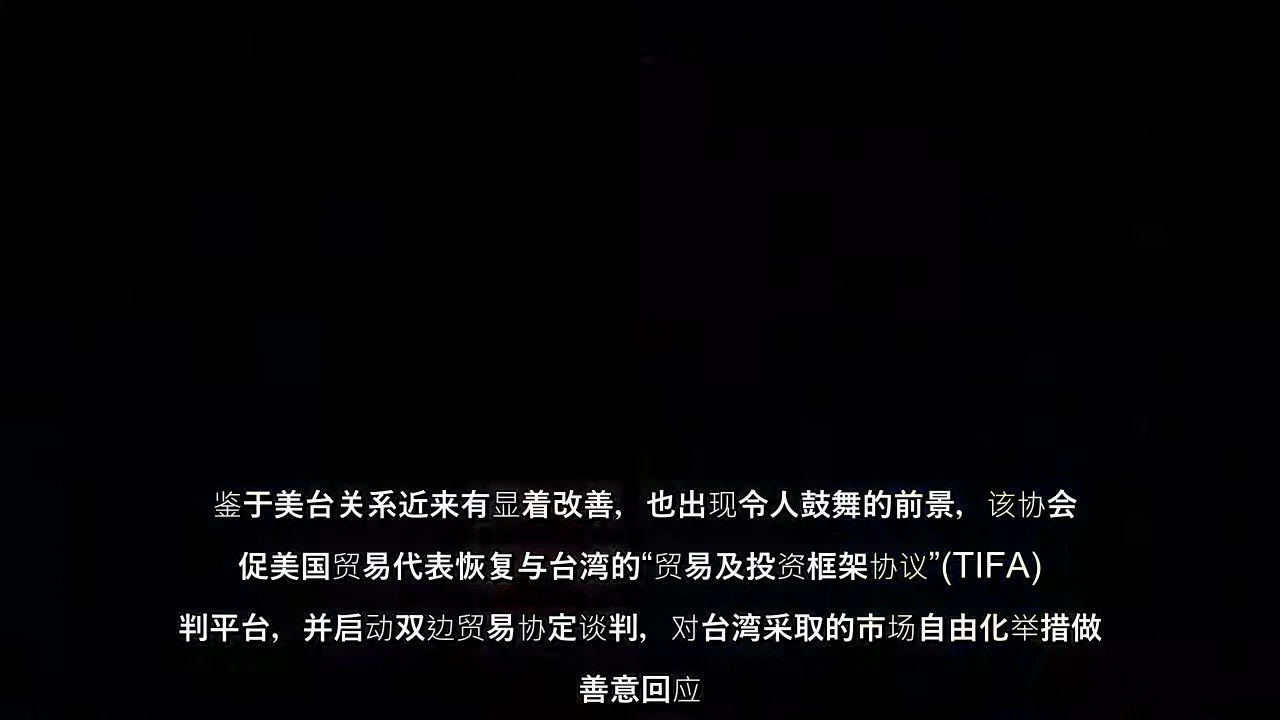 鉴于美台关系近来有显着改善，也出现令人鼓舞的前景，该协会
促美国贸易代表恢复与台湾的“贸易及投资框架协议”(TIFA)
判平台，并启动双边贸易协定谈判，对台湾采取的市场自由化举措做
善意回应